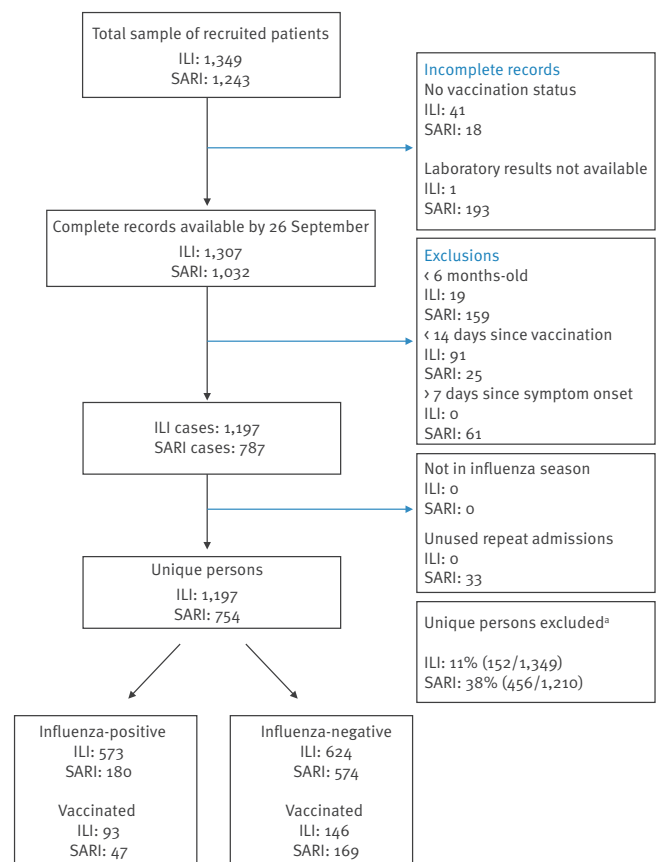 Total sample of recruited patients
ILI: 1,349
SARI: 1,243
Incomplete records
No vaccination status
ILI: 41
SARI: 18
Laboratory results not available
ILI: 1
SARI: 193
Complete records available by 26 September
ILI: 1,307
SARI: 1,032
Exclusions
< 6 months-old
ILI: 19
SARI: 159
< 14 days since vaccination
ILI: 91
SARI: 25
> 7 days since symptom onset
ILI: 0
SARI: 61
ILI cases: 1,197
SARI cases: 787
Not in influenza season
ILI: 0
SARI: 0
Unused repeat admissions
ILI: 0
SARI: 33
Unique persons
ILI: 1,197
SARI: 754
Unique persons excludedᵃ
ILI: 11% (152/1,349)
SARI: 38% (456/1,210)
Influenza-positive
ILI: 573
SARI: 180
Vaccinated
ILI: 93
SARI: 47
Influenza-negative
ILI: 624
SARI: 574
Vaccinated
ILI: 146
SARI: 169